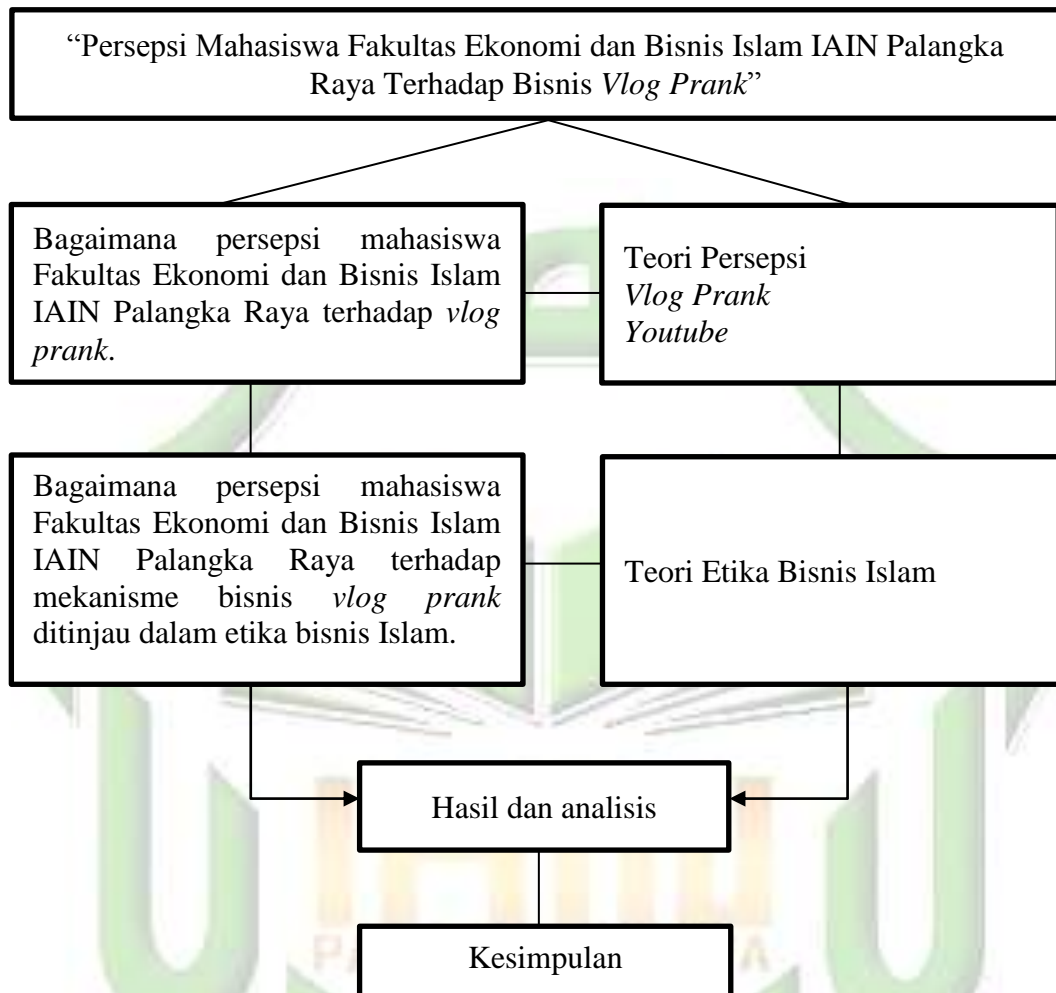 “Persepsi Mahasiswa Fakultas Ekonomi dan Bisnis Islam IAIN Palangka
Raya Terhadap Bisnis Vlog Prank”
Bagaimana persepsi mahasiswa
Fakultas Ekonomi dan Bisnis Islam
IAIN Palangka Raya terhadap vlog
prank.
Teori Persepsi
Vlog Prank
Youtube
Bagaimana persepsi mahasiswa
Fakultas Ekonomi dan Bisnis Islam
IAIN Palangka Raya terhadap
mekanisme bisnis vlog prank
ditinjau dalam etika bisnis Islam.
Teori Etika Bisnis Islam
Hasil dan analisis
Kesimpulan